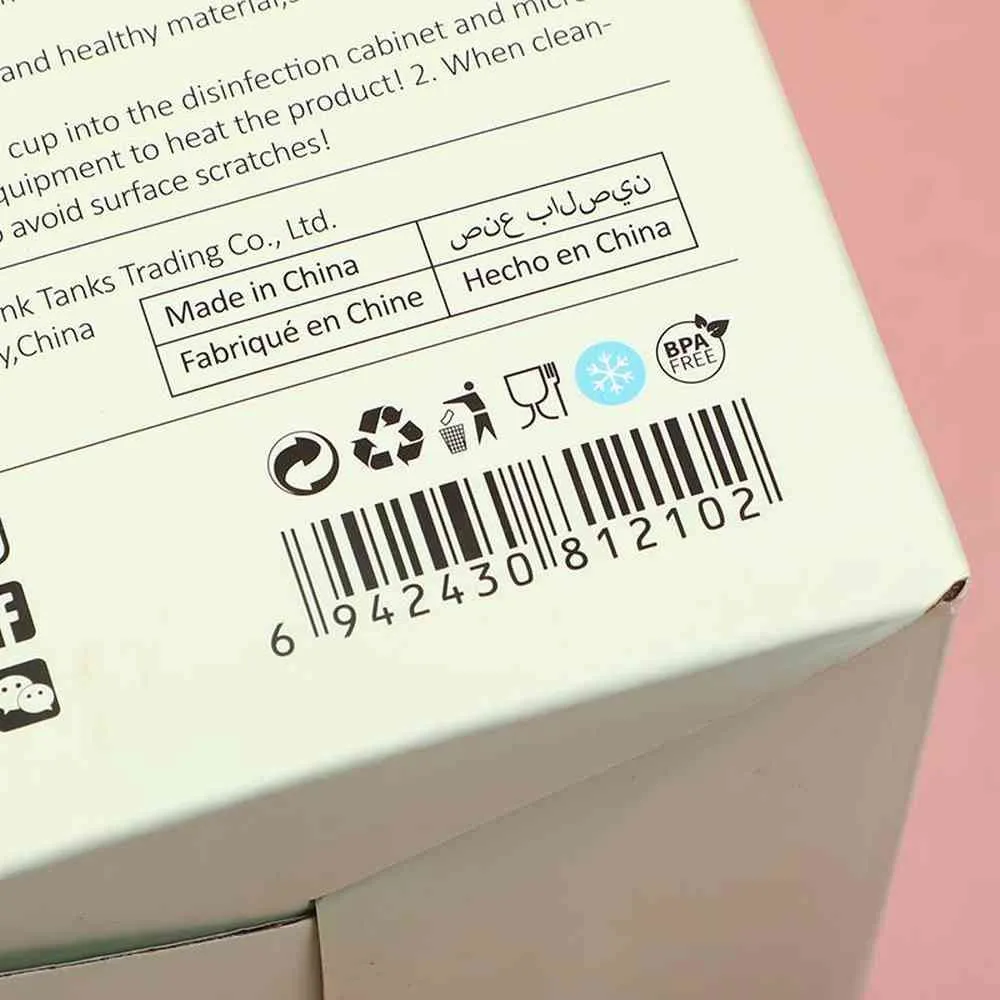 and healthy material,
cup into the disinfection cabinet and
to heat the product! 2. When clean-
avoid surface scratches!
Tanks Trading Co., Ltd.
China
Made in China
صنع بالصين
Fabriqué en Chine
Hecho en China
BPA
FREE
6 942430 812102